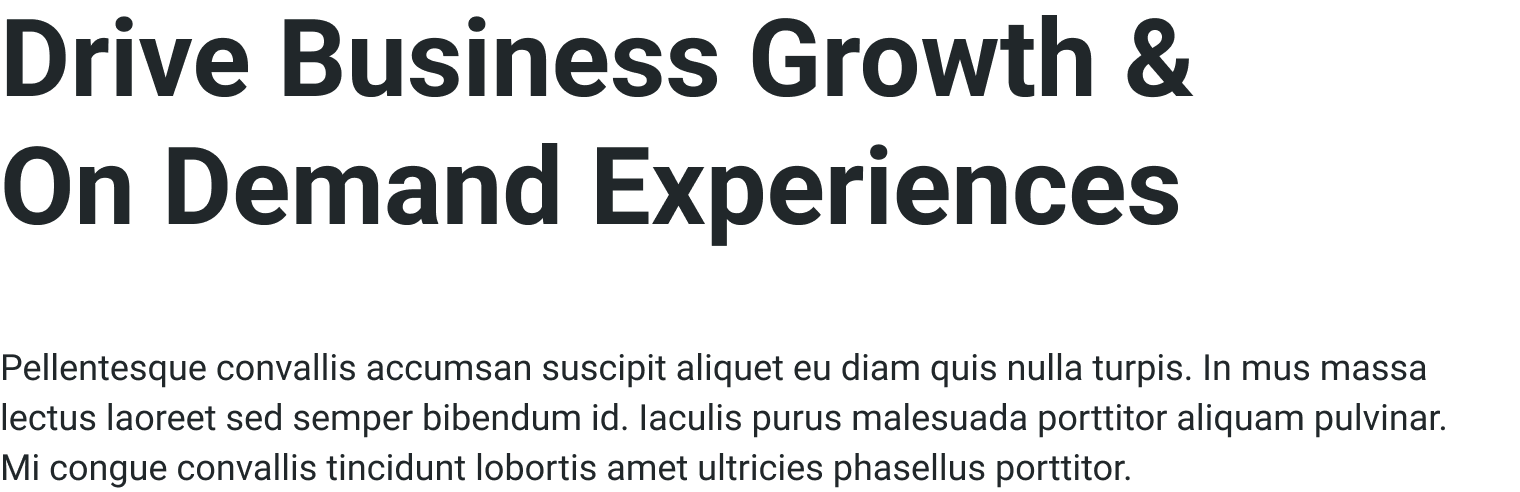 Drive Business Growth &
On Demand Experiences
Pellentesque convallis accumsan suscipit aliquet eu diam quis nulla turpis. In mus massa
lectus laoreet sed semper bibendum id. Iaculis purus malesuada porttitor aliquam pulvinar.
Mi congue convallis tincidunt lobortis amet ultricies phasellus porttitor.